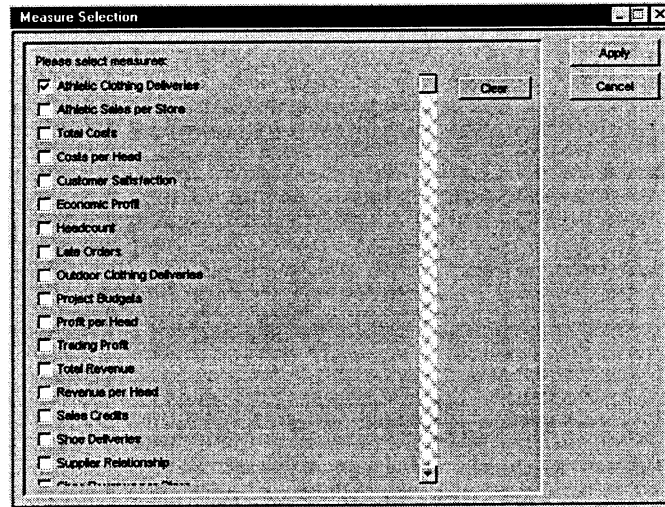 Measure Selection
Please select measures:
Athletic Clothing Deliveries
Athletic Sales per Store
Total Costs
Costs per Head
Customer Satisfaction
Economic Profit
Headcount
Late Orders
Outdoor Clothing Deliveries
Project Budgets
Profit per Head
Trading Profit
Total Revenue
Revenue per Head
Sales Credits
Shoe Deliveries
Supplier Relationship
Clear
Apply
Cancel